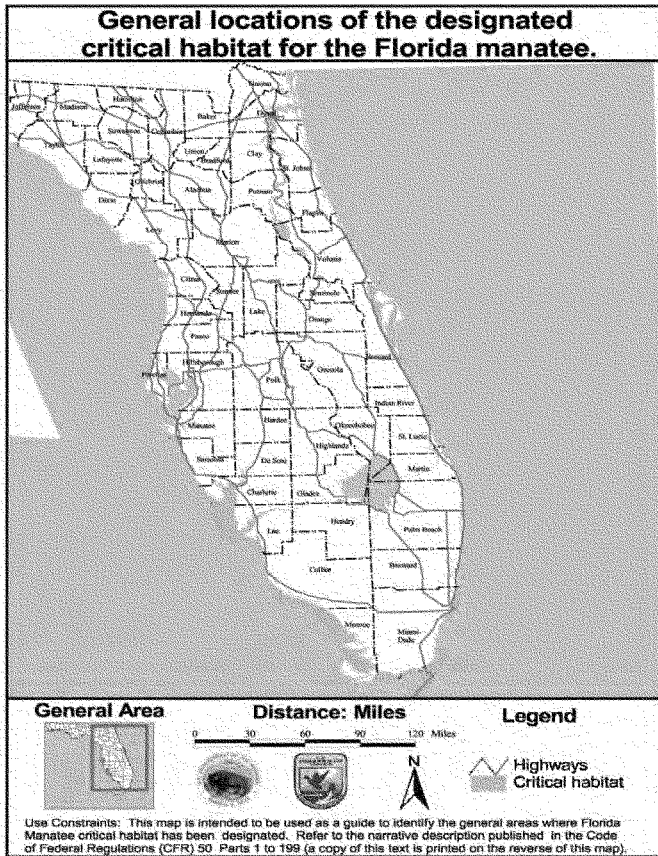 General locations of the designated
critical habitat for the Florida manatee.
Nassau
Hamilton
Jefferson
Madison
Baker
Duval
Suwannee
Columbia
Taylor
Union
Bradford
Clay
St. Johns
Lafayette
Gilchrist
Alachua
Putnam
Dixie
Flagler
Levy
Marion
Volusia
Citrus
Sumter
Seminole
Hernando
Lake
Orange
Pasco
Brevard
Hillsborough
Pinellas
Polk
Osceola
Indian River
Manatee
Hardee
Okeechobee
St. Lucie
Highlands
Sarasota
De Soto
Martin
Charlotte
Glades
Hendry
Palm Beach
Lee
Broward
Collier
Monroe
Miami-
Dade
General Area
Distance: Miles
Legend
0 30 60 90 120 Miles
N
Highways
Critical habitat
Use Constraints: This map is intended to be used as a guide to identify the general areas where Florida
Manatee critical habitat has been designated. Refer to the narrative description published in the Code
of Federal Regulations (CFR) 50 Parts 1 to 199 (a copy of this text is printed on the reverse of this map).